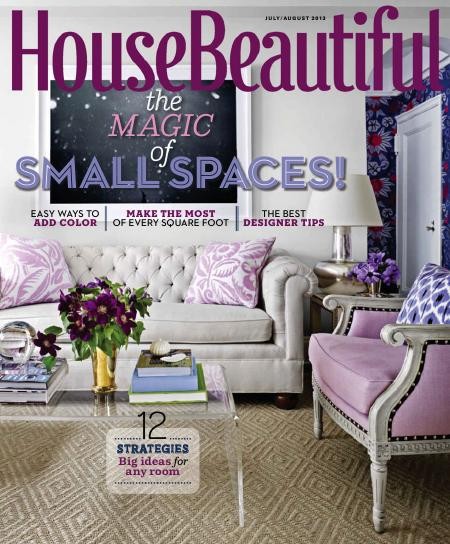 JULY/AUGUST 2013
HouseBeautiful
the
MAGIC
of
SMALL SPACES!
EASY WAYS TO
ADD COLOR
MAKE THE MOST
OF EVERY SQUARE FOOT
THE BEST
DESIGNER TIPS
12
STRATEGIES
Big ideas for
any room